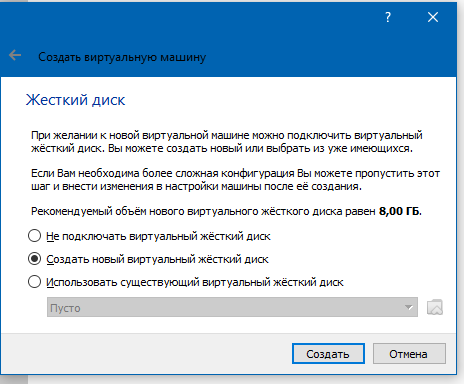 ?
Создать виртуальную машину
Жесткий диск
При желании к новой виртуальной машине можно подключить виртуальный
жёсткий диск. Вы можете создать новый или выбрать из уже имеющихся.
Если Вам необходима более сложная конфигурация Вы можете пропустить этот
шаг и внести изменения в настройки машины после её создания.
Рекомендуемый объём нового виртуального жёсткого диска равен 8,00 ГБ.
Не подключать виртуальный жёсткий диск
Создать новый виртуальный жёсткий диск
Использовать существующий виртуальный жёсткий диск
Пусто
Создать Отмена